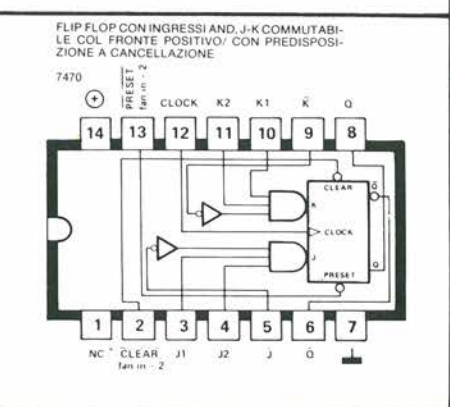 FLIP FLOP CON INGRESSI AND, J-K COMMUTABI-
LE COL FRONTE POSITIVO/ CON PREDISPOSI-
ZIONE A CANCELLAZIONE
7470
PRESET
fan in - 2
CLOCK K2 K1 K̄ Q
14 13 12 11 10 9 8
CLEAR
Q̄
K
CLOCK
J
Q
PRESET
1 2 3 4 5 6 7
NC CLEAR J1 J2 J̄ Q̄
fan in - 2